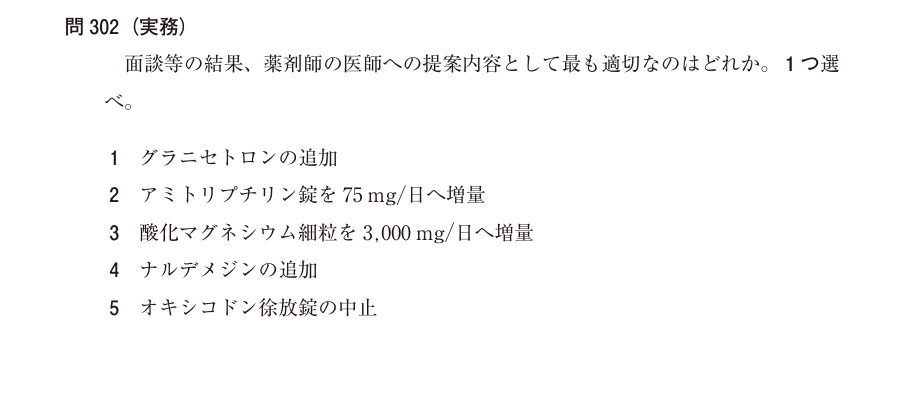 問 302（実務）
面談等の結果、薬剤師の医師への提案内容として最も適切なのはどれか。1つ選
べ。
1 グラニセトロンの追加
2 アミトリプチリン錠を 75 mg/日へ増量
3 酸化マグネシウム細粒を 3,000 mg/日へ増量
4 ナルデメジンの追加
5 オキシコドン徐放錠の中止